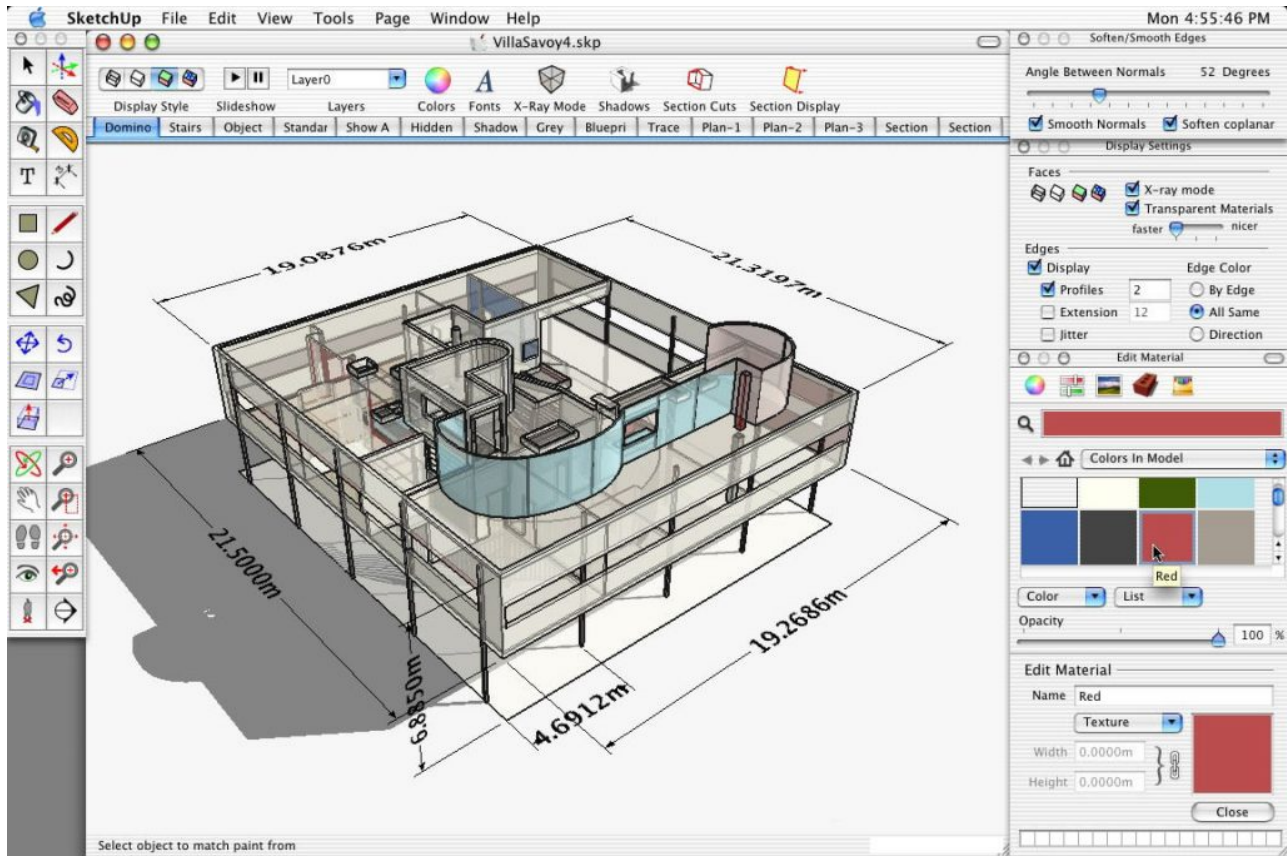 SketchUp File Edit View Tools Page Window Help Mon 4:55:46 PM
VillaSavoy4.skp
Layer0
Display Style Slideshow Layers Colors Fonts X-Ray Mode Shadows Section Cuts Section Display
Domino Stairs Object Standar Show A Hidden Shadow Grey Bluepri Trace Plan-1 Plan-2 Plan-3 Section Section
T
A
19.0876m
21.3197m
21.5000m
6.8850m
4.6912m
19.2686m
Select object to match paint from
Soften/Smooth Edges
Angle Between Normals 52 Degrees
Smooth Normals Soften coplanar
Display Settings
Faces
X-ray mode
Transparent Materials
faster nicer
Edges
Display Edge Color
Profiles 2 By Edge
Extension 12 All Same
Jitter Direction
Edit Material
Colors In Model
Red
Color List
Opacity
100 %
Edit Material
Name Red
Texture
Width 0.0000m
Height 0.0000m
Close